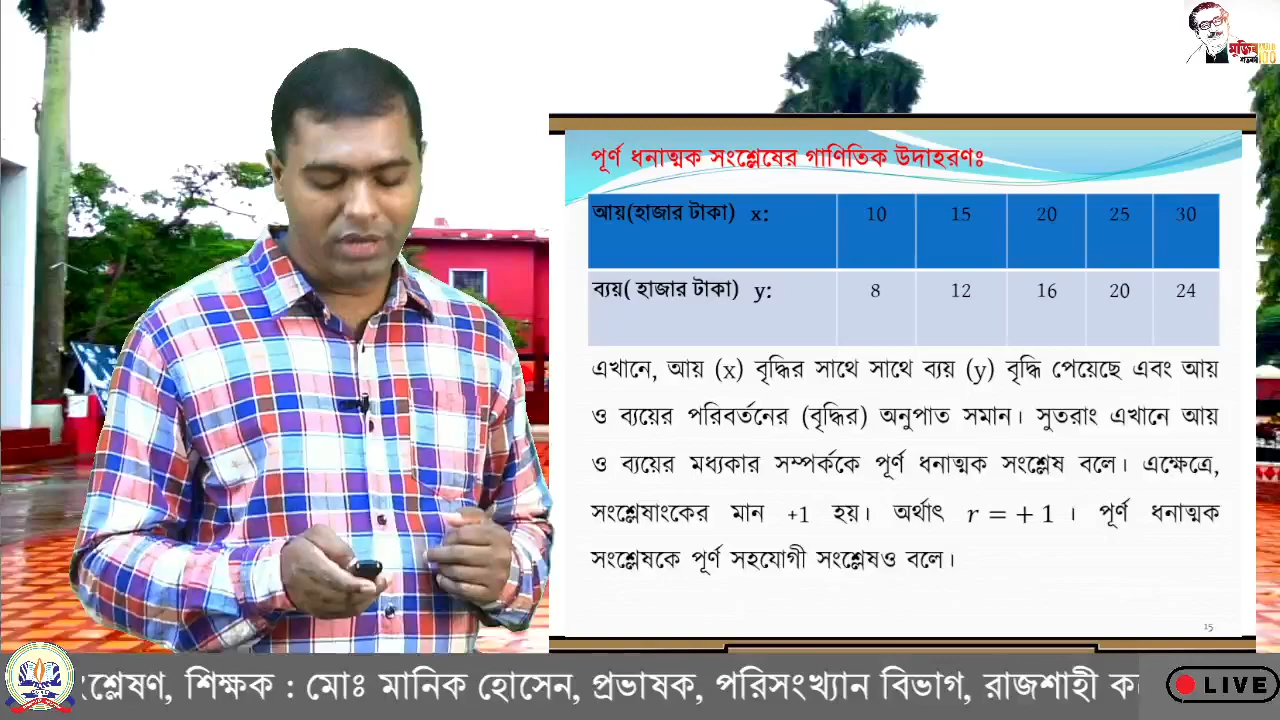 মুজিব
100
পূর্ণ ধনাত্মক সংশ্লেষের গাণিতিক উদাহরণঃ
আয়(হাজার টাকা) x: 10 15 20 25 30
ব্যয়( হাজার টাকা) y: 8 12 16 20 24
এখানে, আয় (x) বৃদ্ধির সাথে সাথে ব্যয় (y) বৃদ্ধি পেয়েছে এবং আয়
ও ব্যয়ের পরিবর্তনের (বৃদ্ধির) অনুপাত সমান। সুতরাং এখানে আয়
ও ব্যয়ের মধ্যকার সম্পর্ককে পূর্ণ ধনাত্মক সংশ্লেষ বলে। এক্ষেত্রে,
সংশ্লেষাংকের মান +1 হয়। অর্থাৎ r = + 1 । পূর্ণ ধনাত্মক
সংশ্লেষকে পূর্ণ সহযোগী সংশ্লেষও বলে।
15
শ্লেষণ, শিক্ষক : মোঃ মানিক হোসেন, প্রভাষক, পরিসংখ্যান বিভাগ, রাজশাহী ক
LIVE